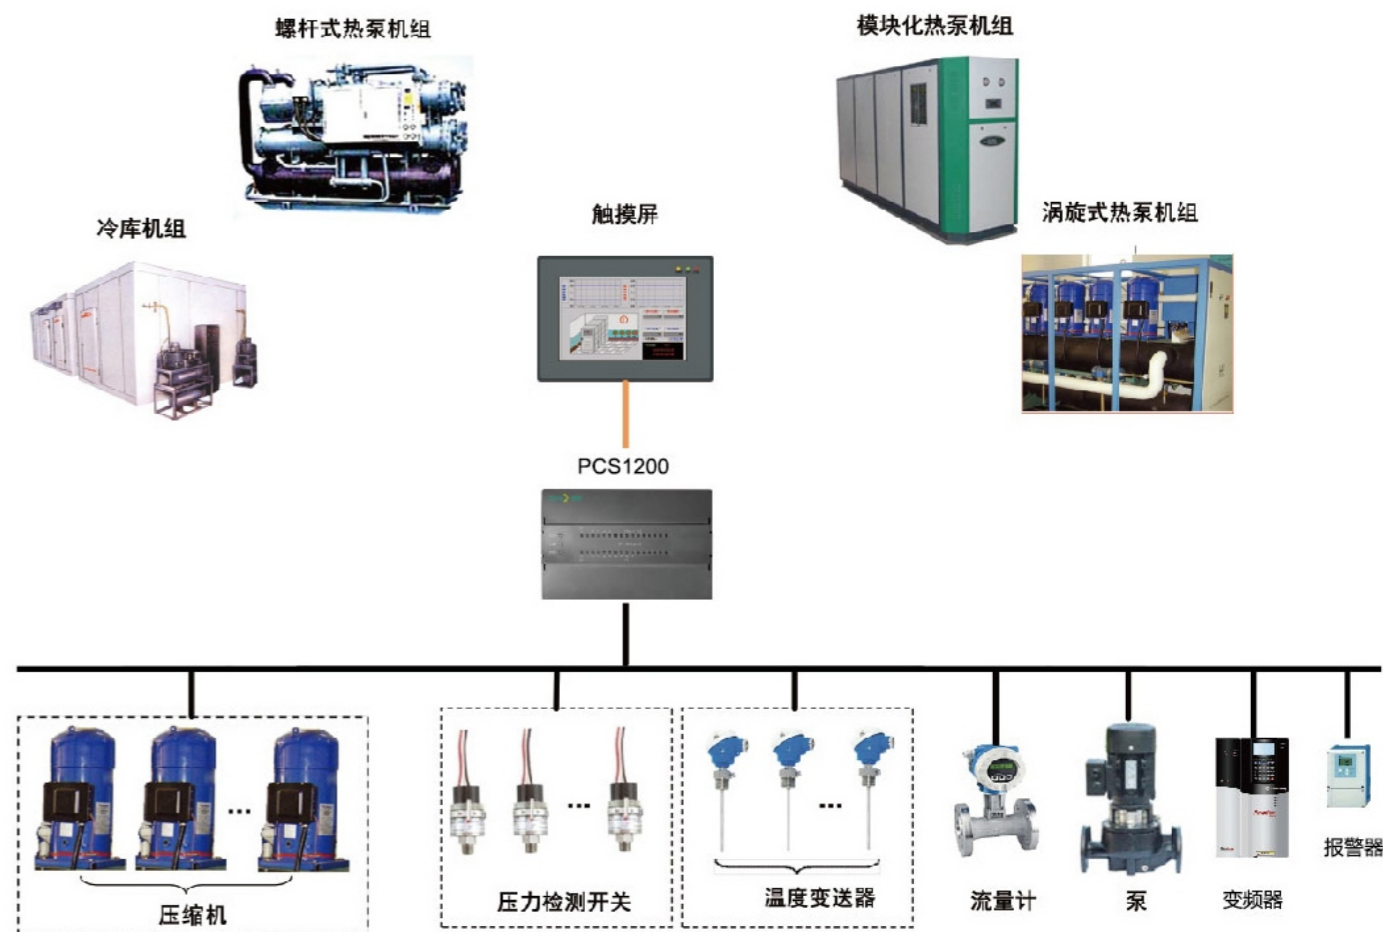 螺杆式热泵机组
模块化热泵机组
冷库机组
触摸屏
涡旋式热泵机组
PCS1200
压缩机
压力检测开关
温度变送器
流量计
泵
变频器
报警器